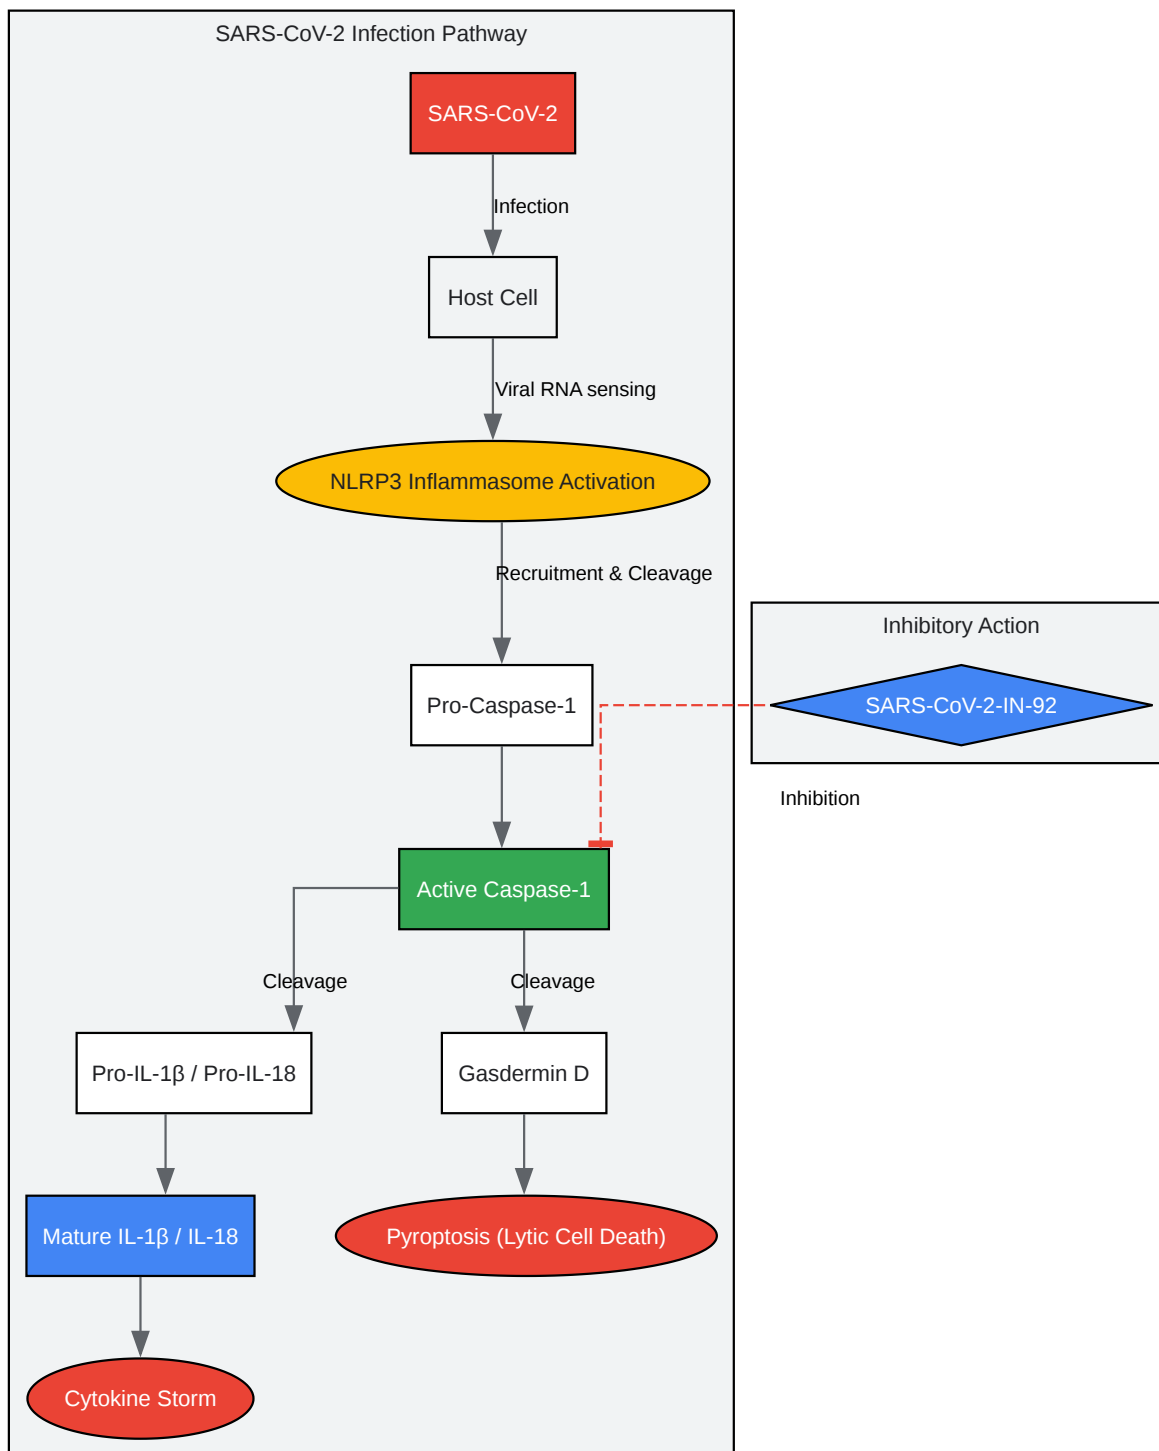 SARS-CoV-2 Infection Pathway
SARS-CoV-2
Infection
Host Cell
Viral RNA sensing
NLRP3 Inflammasome Activation
Recruitment & Cleavage
Inhibitory Action
Pro-Caspase-1
SARS-CoV-2-IN-92
Inhibition
Active Caspase-1
Cleavage
Cleavage
Pro-IL-1β / Pro-IL-18
Gasdermin D
Mature IL-1β / IL-18
Pyroptosis (Lytic Cell Death)
Cytokine Storm